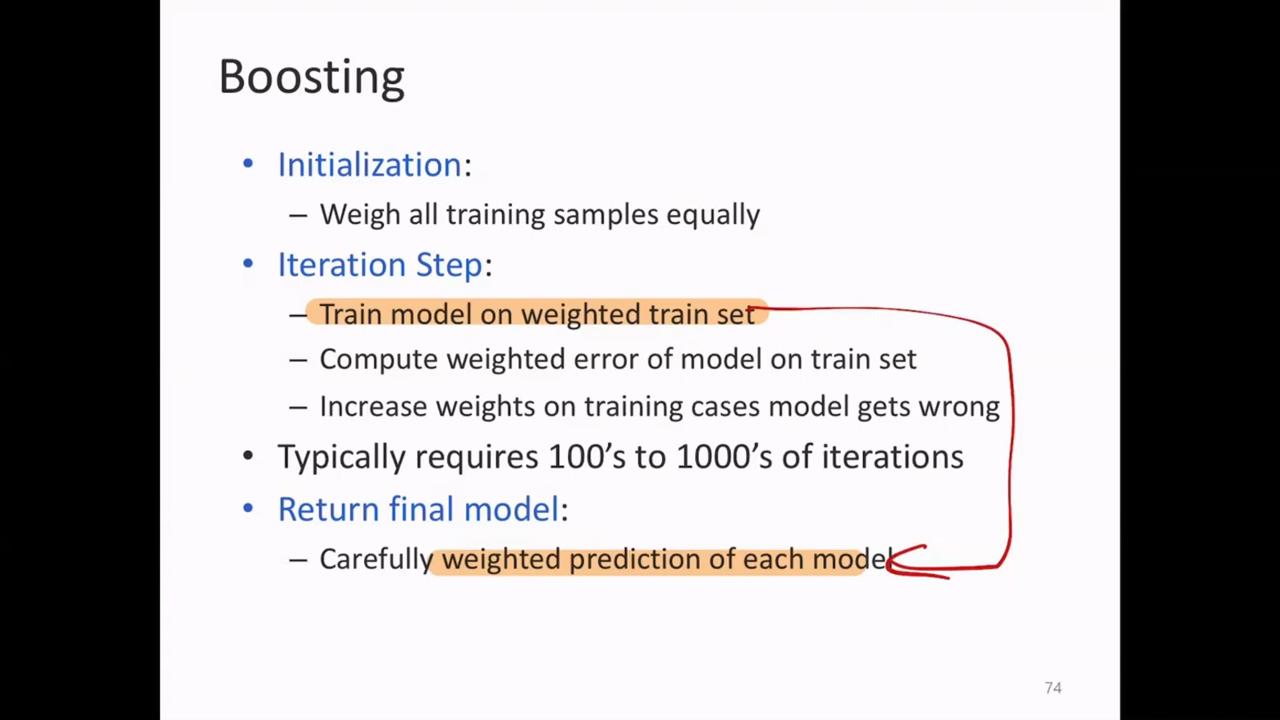 Boosting
• Initialization:
– Weigh all training samples equally
• Iteration Step:
– Train model on weighted train set
– Compute weighted error of model on train set
– Increase weights on training cases model gets wrong
• Typically requires 100’s to 1000’s of iterations
• Return final model:
– Carefully weighted prediction of each model
74